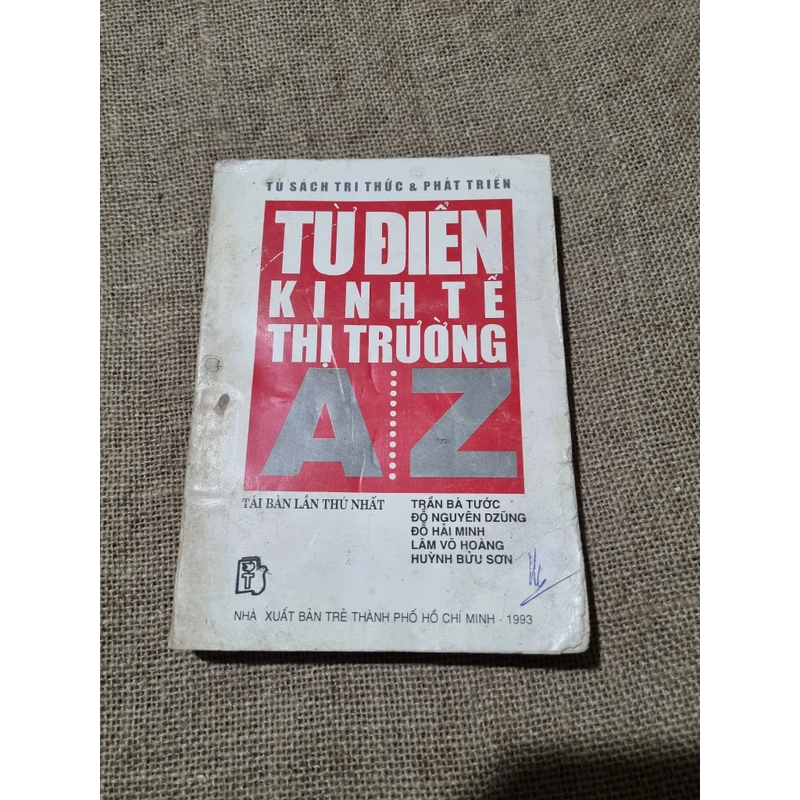 TỦ SÁCH TRI THỨC & PHÁT TRIỂN
TỪ ĐIỂN
KINH TẾ
THỊ TRƯỜNG
A Z
TÁI BẢN LẦN THỨ NHẤT
TRẦN BÁ TƯỚC
ĐỖ NGUYÊN DZŨNG
ĐỖ HẢI MINH
LÂM VÕ HOÀNG
HUỲNH BỬU SƠN
NHÀ XUẤT BẢN TRẺ THÀNH PHỐ HỒ CHÍ MINH - 1993